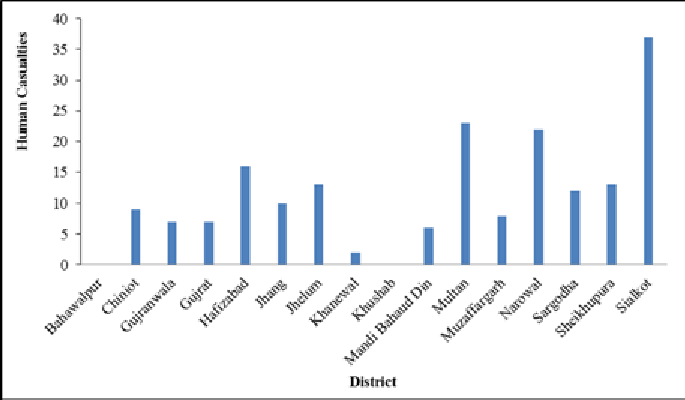 Human Casualties
40
35
30
25
20
15
10
5
0
Bahawalpur
Chiniot
Gujranwala
Gujrat
Hafizabad
Jhang
Jhelum
Khanewal
Khushab
Mandi Bahaud Din
Multan
Muzaffargarh
Narowal
Sargodha
Sheikhupura
Sialkot
District